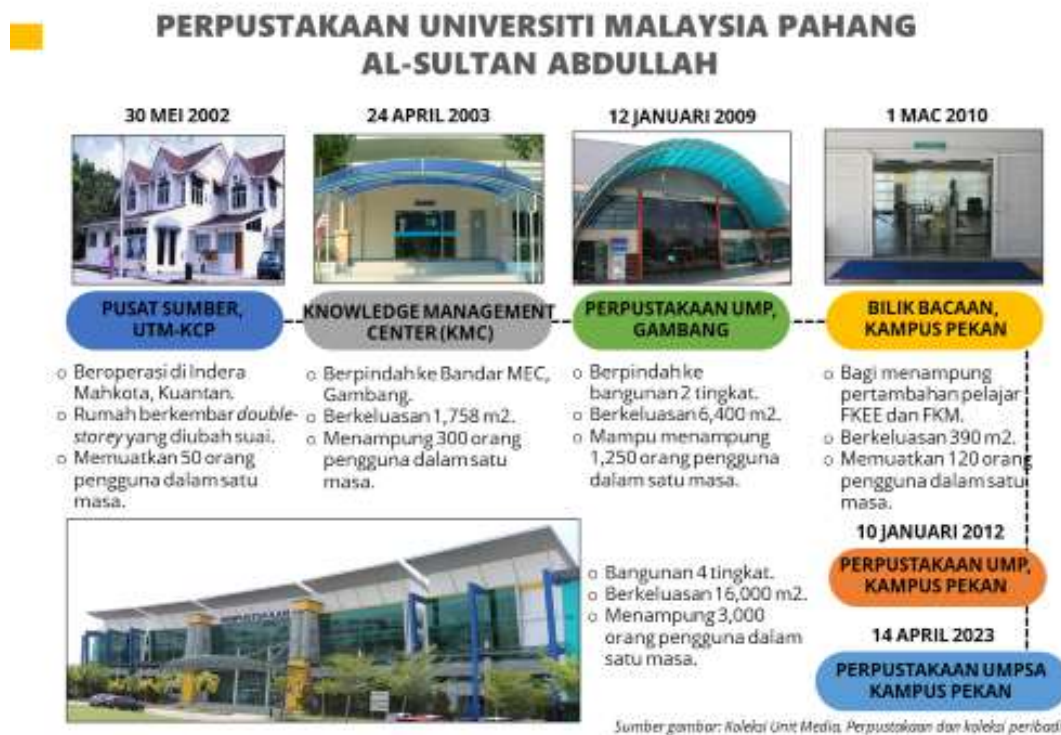 PERPUSTAKAAN UNIVERSITI MALAYSIA PAHANG
AL-SULTAN ABDULLAH
30 MEI 2002
PUSAT SUMBER,
UTM-KCP
o Beroperasi di Indera
Mahkota, Kuantan.
o Rumah berkembar double-
storey yang diubah suai.
o Memuatkan 50 orang
pengguna dalam satu
masa.
24 APRIL 2003
KNOWLEDGE MANAGEMENT
CENTER (KMC)
o Berpindah ke Bandar MEC,
Gambang.
o Berkeluasan 1,758 m2.
o Menampung 300 orang
pengguna dalam satu
masa.
12 JANUARI 2009
PERPUSTAKAAN UMP,
GAMBANG
o Berpindah ke
bangunan 2 tingkat.
o Berkeluasan 6,400 m2.
o Mampu menampung
1,250 orang pengguna
dalam satu masa.
1 MAC 2010
BILIK BACAAN,
KAMPUS PEKAN
o Bagi menampung
pertambahan pelajar
FKEE dan FKM.
o Berkeluasan 390 m2.
o Memuatkan 120 orang
pengguna dalam satu
masa.
PERPUSTAKAAN
o Bangunan 4 tingkat.
o Berkeluasan 16,000 m2.
o Menampung 3,000
orang pengguna dalam
satu masa.
10 JANUARI 2012
PERPUSTAKAAN UMP,
KAMPUS PEKAN
14 APRIL 2023
PERPUSTAKAAN UMPSA
KAMPUS PEKAN
Sumber gambar: Koleksi Unit Media, Perpustakaan dan koleksi peribadi